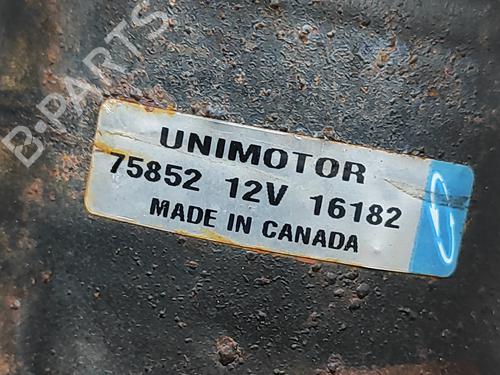 B-PARTS
UNIMOTOR
75852 12V 16182
MADE IN CANADA